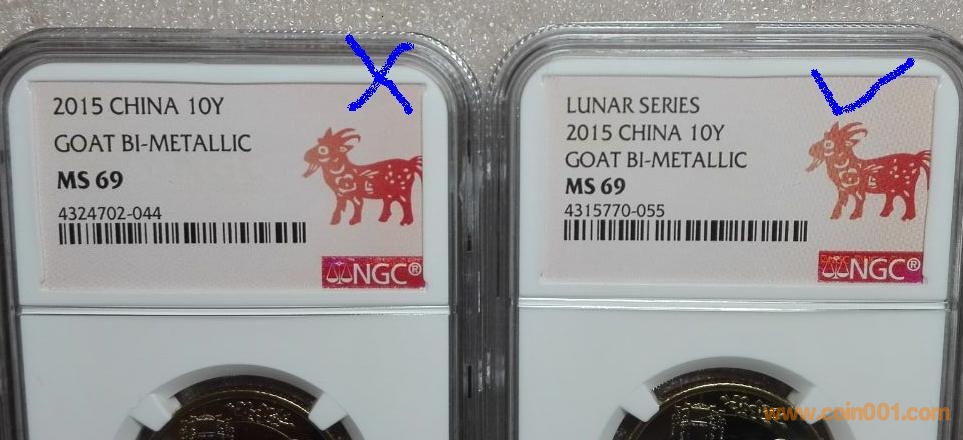 2015 CHINA 10Y
GOAT BI-METALLIC
MS 69
4324702-044
NGC®
LUNAR SERIES
2015 CHINA 10Y
GOAT BI-METALLIC
MS 69
4315770-055
NGC®
www.coin001.com